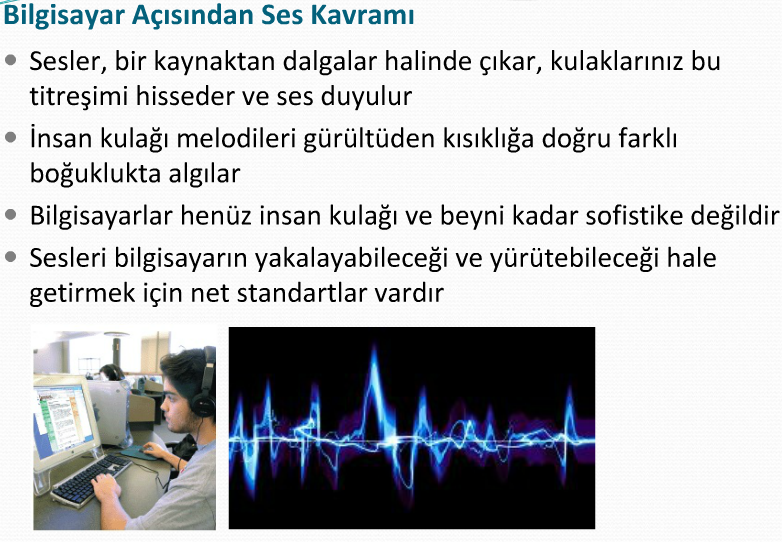 Bilgisayar Açısından Ses Kavramı
• Sesler, bir kaynaktan dalgalar halinde çıkar, kulaklarınız bu
titreşimi hisseder ve ses duyulur
• İnsan kulağı melodileri gürültüden kısıklığa doğru farklı
boğuklukta algılar
• Bilgisayarlar henüz insan kulağı ve beyni kadar sofistike değildir
• Sesleri bilgisayarın yakalayabileceği ve yürütebileceği hale
getirmek için net standartlar vardır